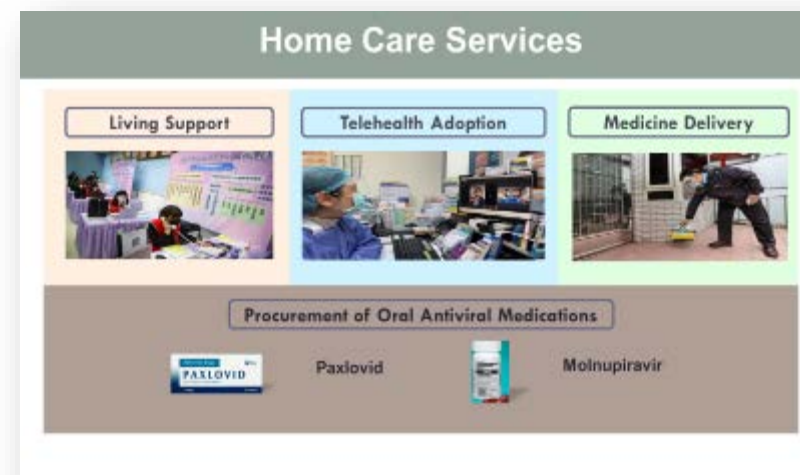 Home Care Services
Living Support
Telehealth Adoption
Medicine Delivery
Procurement of Oral Antiviral Medications
PAXLOVID
Paxlovid
Molnupiravir